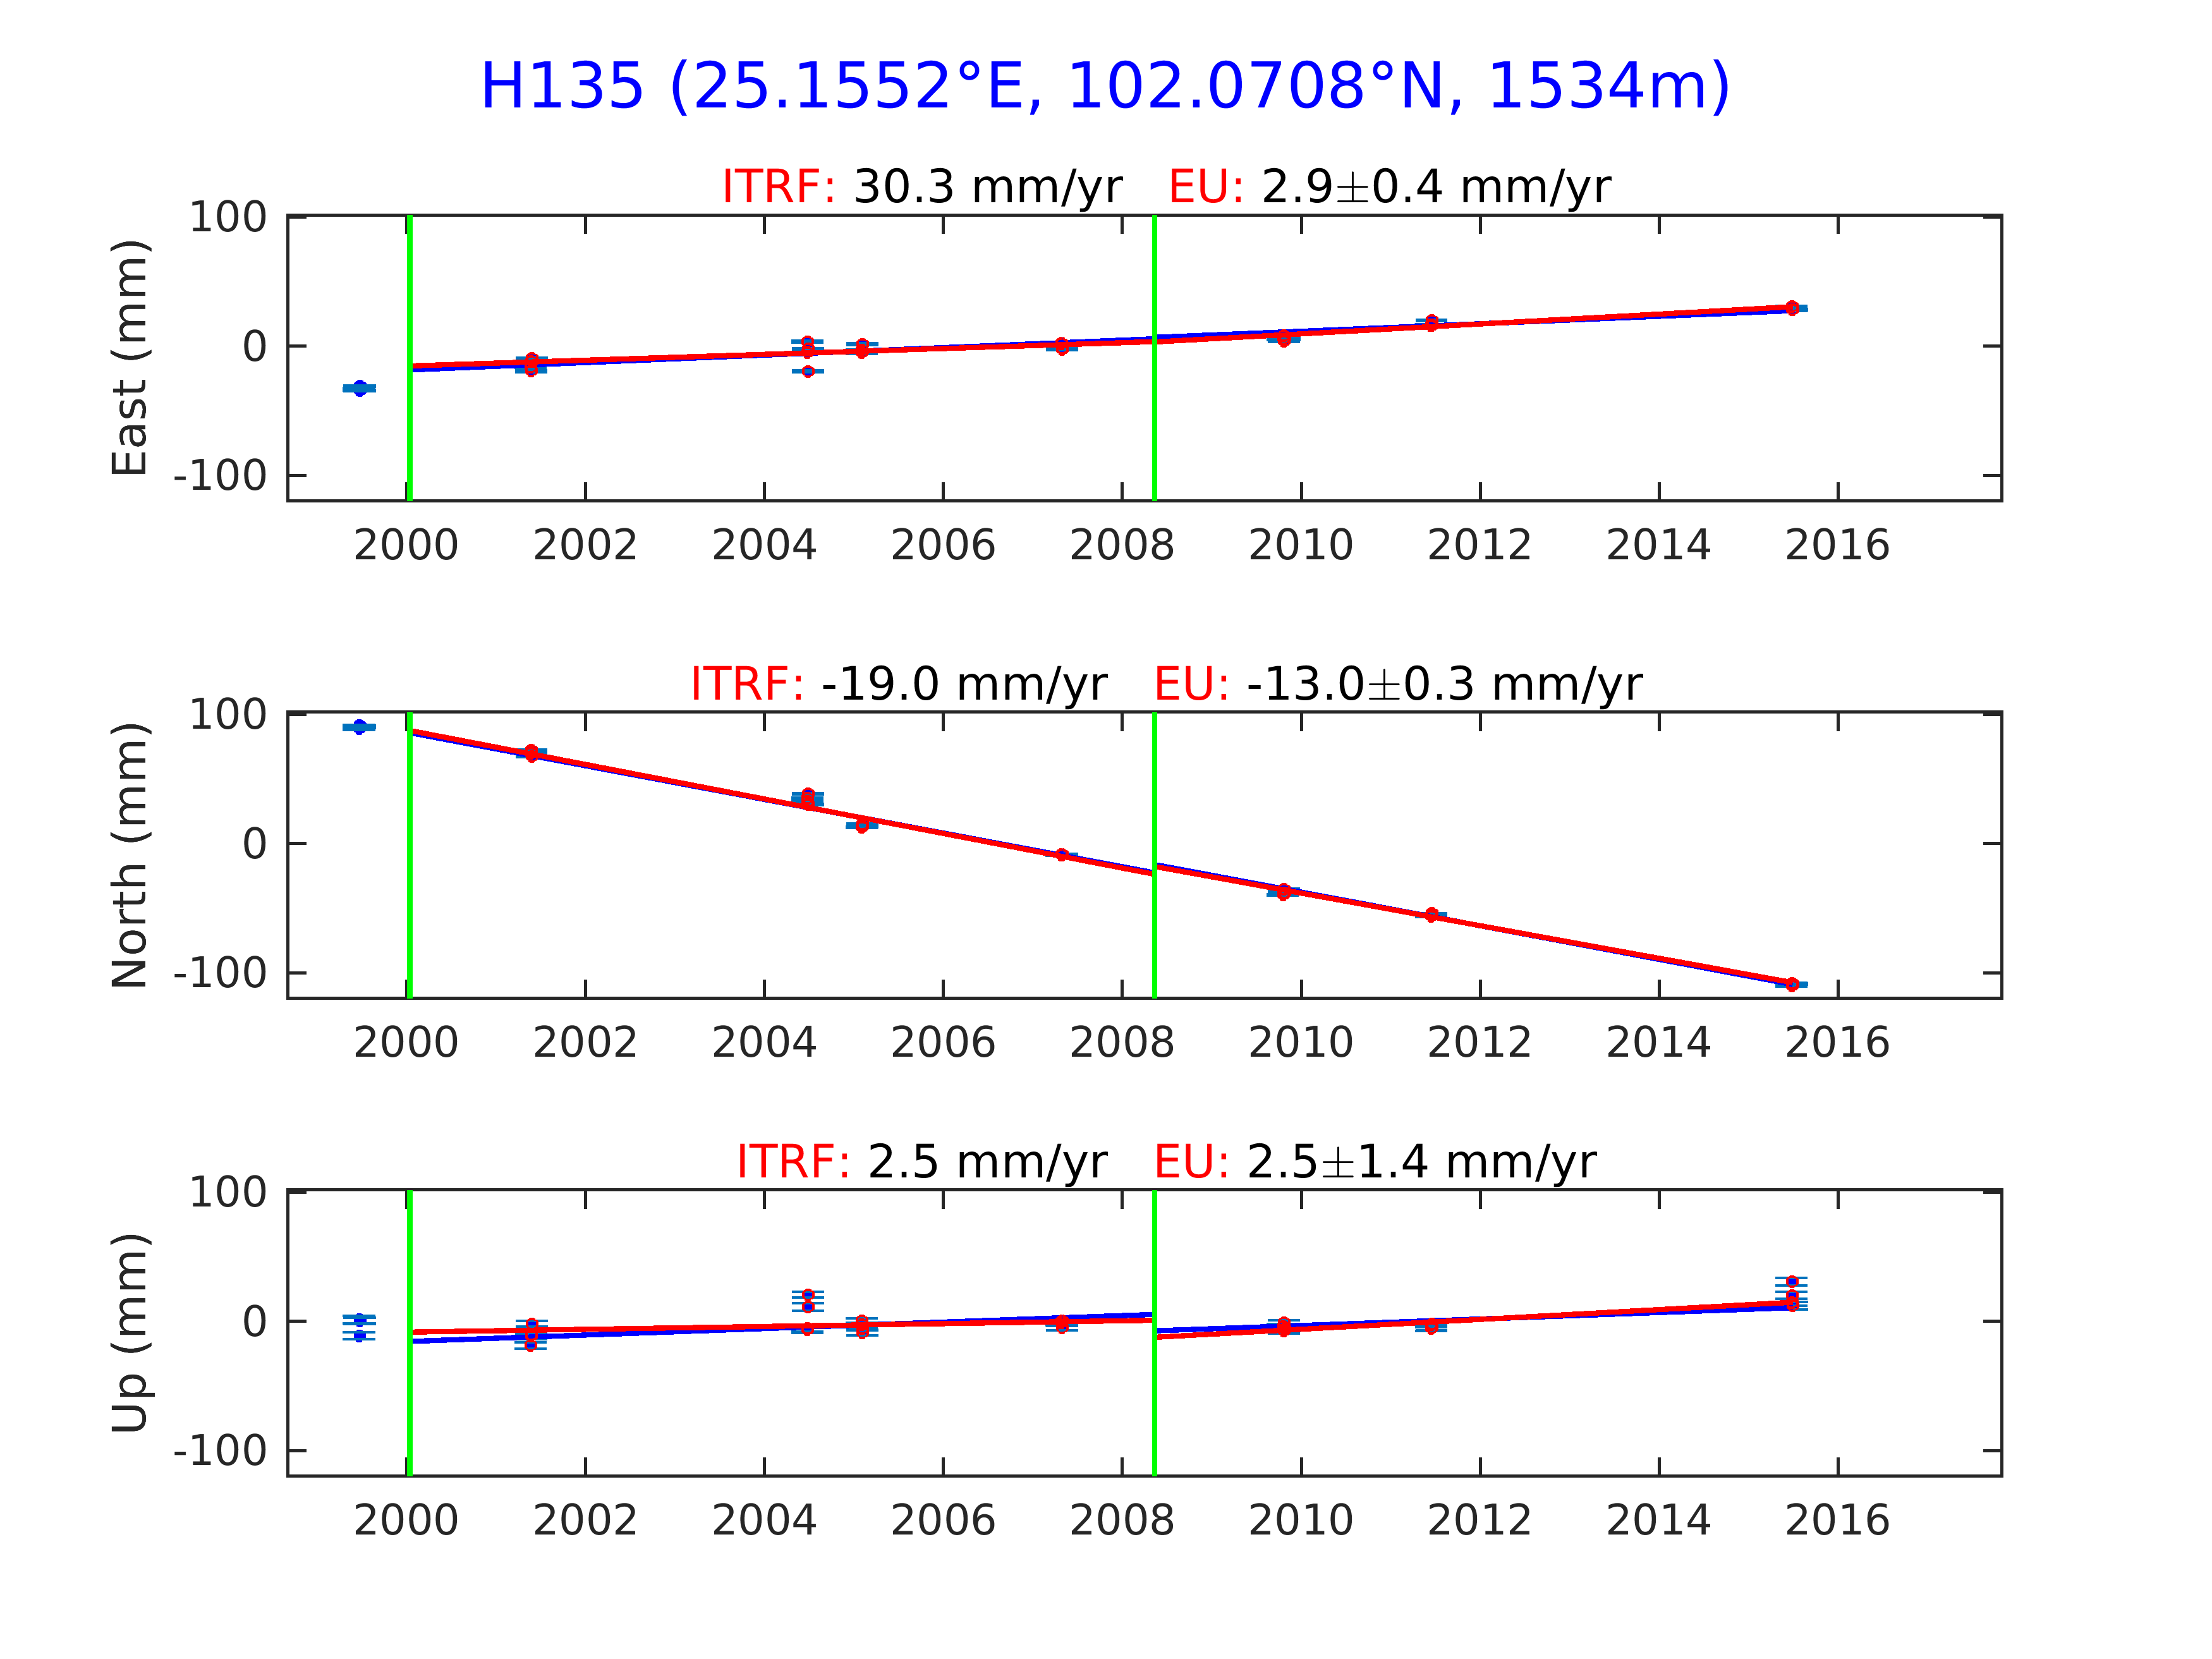 H135 (25.1552°E, 102.0708°N, 1534m)
ITRF: 30.3 mm/yr EU: 2.9±0.4 mm/yr
100
0
-100
East (mm)
2000 2002 2004 2006 2008 2010 2012 2014 2016
ITRF: -19.0 mm/yr EU: -13.0±0.3 mm/yr
100
0
-100
North (mm)
2000 2002 2004 2006 2008 2010 2012 2014 2016
ITRF: 2.5 mm/yr EU: 2.5±1.4 mm/yr
100
0
-100
Up (mm)
2000 2002 2004 2006 2008 2010 2012 2014 2016